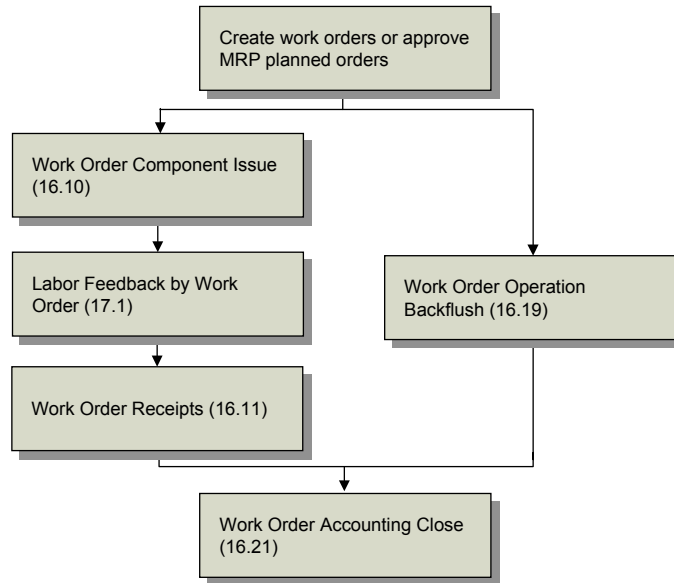 Create work orders or approve
MRP planned orders
Work Order Component Issue
(16.10)
Labor Feedback by Work
Order (17.1)
Work Order Operation
Backflush (16.19)
Work Order Receipts (16.11)
Work Order Accounting Close
(16.21)